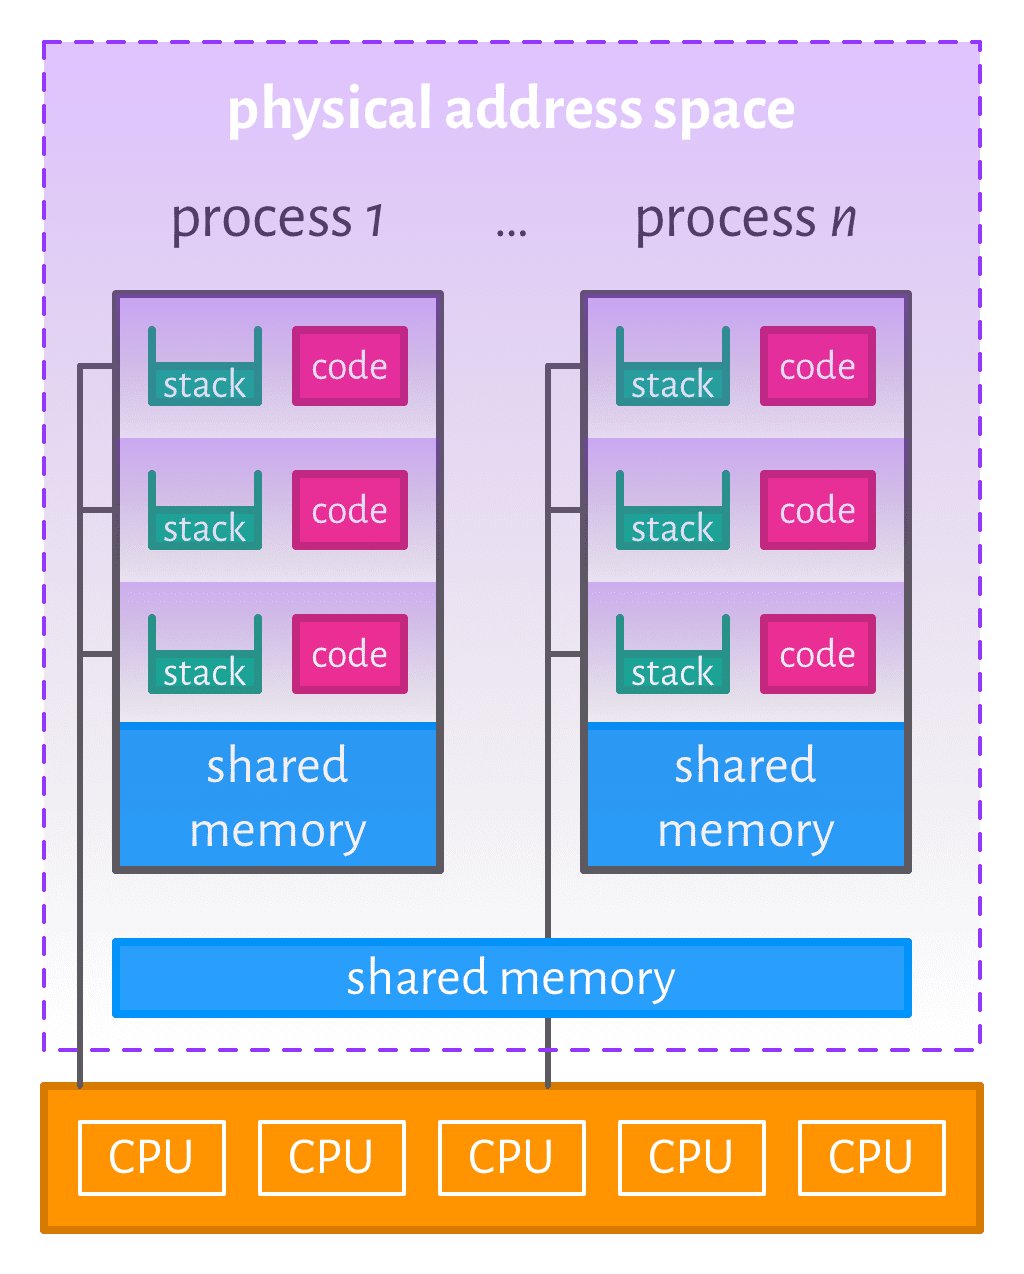 physical address space
process 1 ... process n
stack code stack code
stack code stack code
stack code stack code
shared shared
memory memory
shared memory
CPU CPU CPU CPU CPU